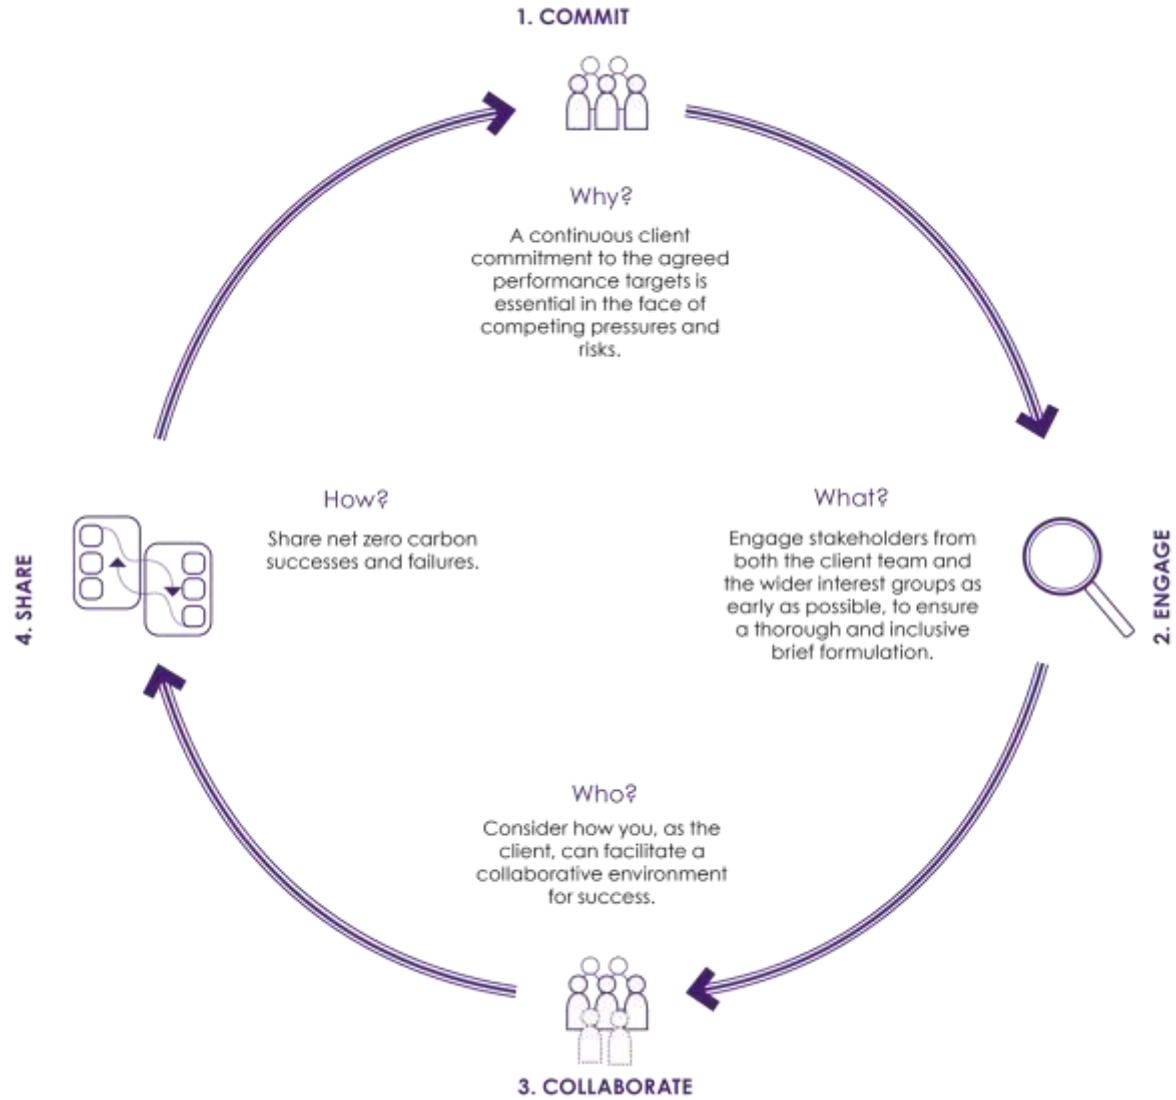 1. COMMIT
Why?
A continuous client
commitment to the agreed
performance targets is
essential in the face of
competing pressures and
risks.
2. ENGAGE
What?
Engage stakeholders from
both the client team and
the wider interest groups as
early as possible, to ensure
a thorough and inclusive
brief formulation.
3. COLLABORATE
Who?
Consider how you, as the
client, can facilitate a
collaborative environment
for success.
4. SHARE
How?
Share net zero carbon
successes and failures.